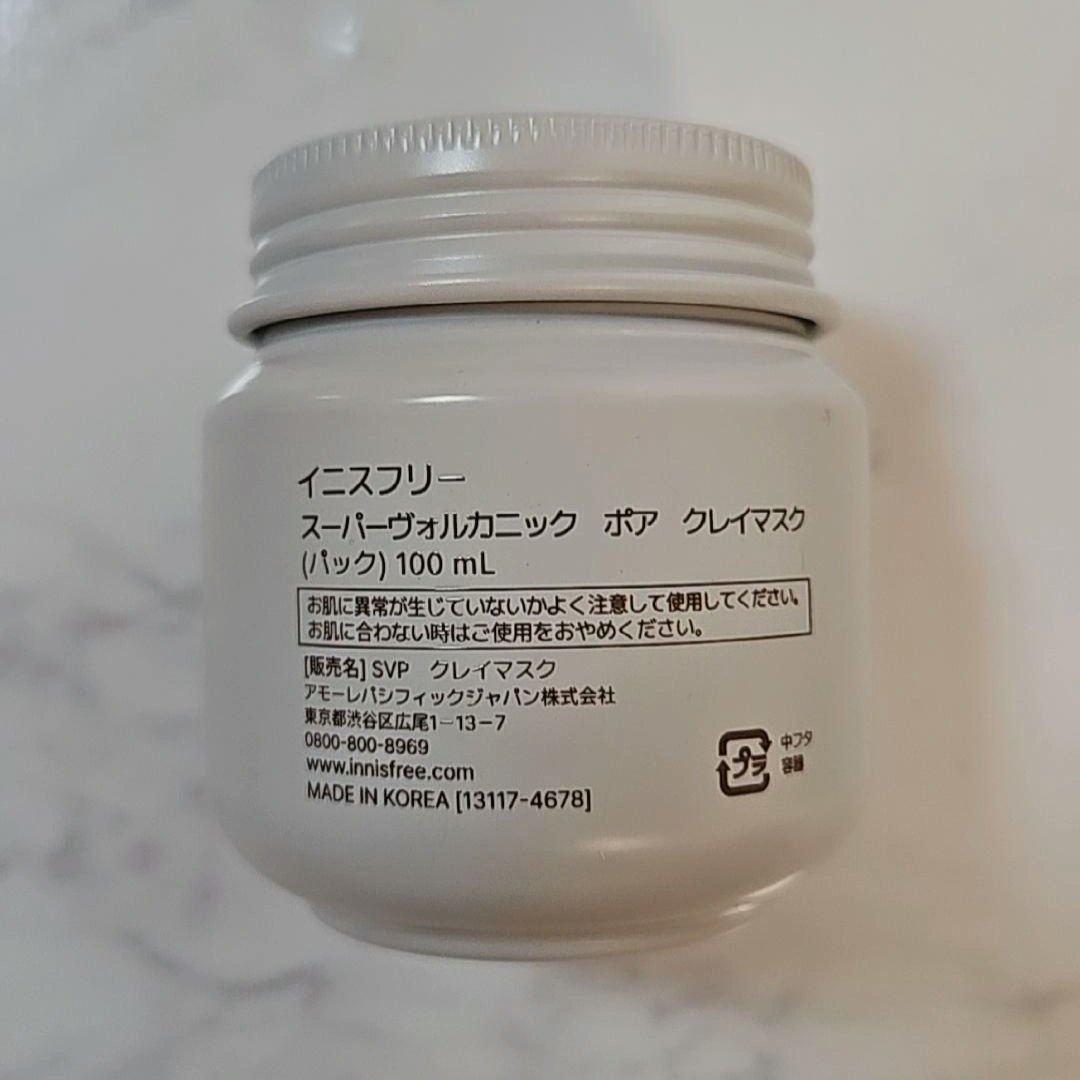 イニスフリー
スーパーヴォルカニック ポア クレイマスク
(パック) 100 mL
お肌に異常が生じていないかよく注意して使用してください。
お肌に合わない時はご使用をおやめください。
[販売名] SVP クレイマスク
アモーレパシフィックジャパン株式会社
東京都渋谷区広尾1-13-7
0800-800-8969
www.innisfree.com
MADE IN KOREA [13117-4678]
プラ
中フタ
容器